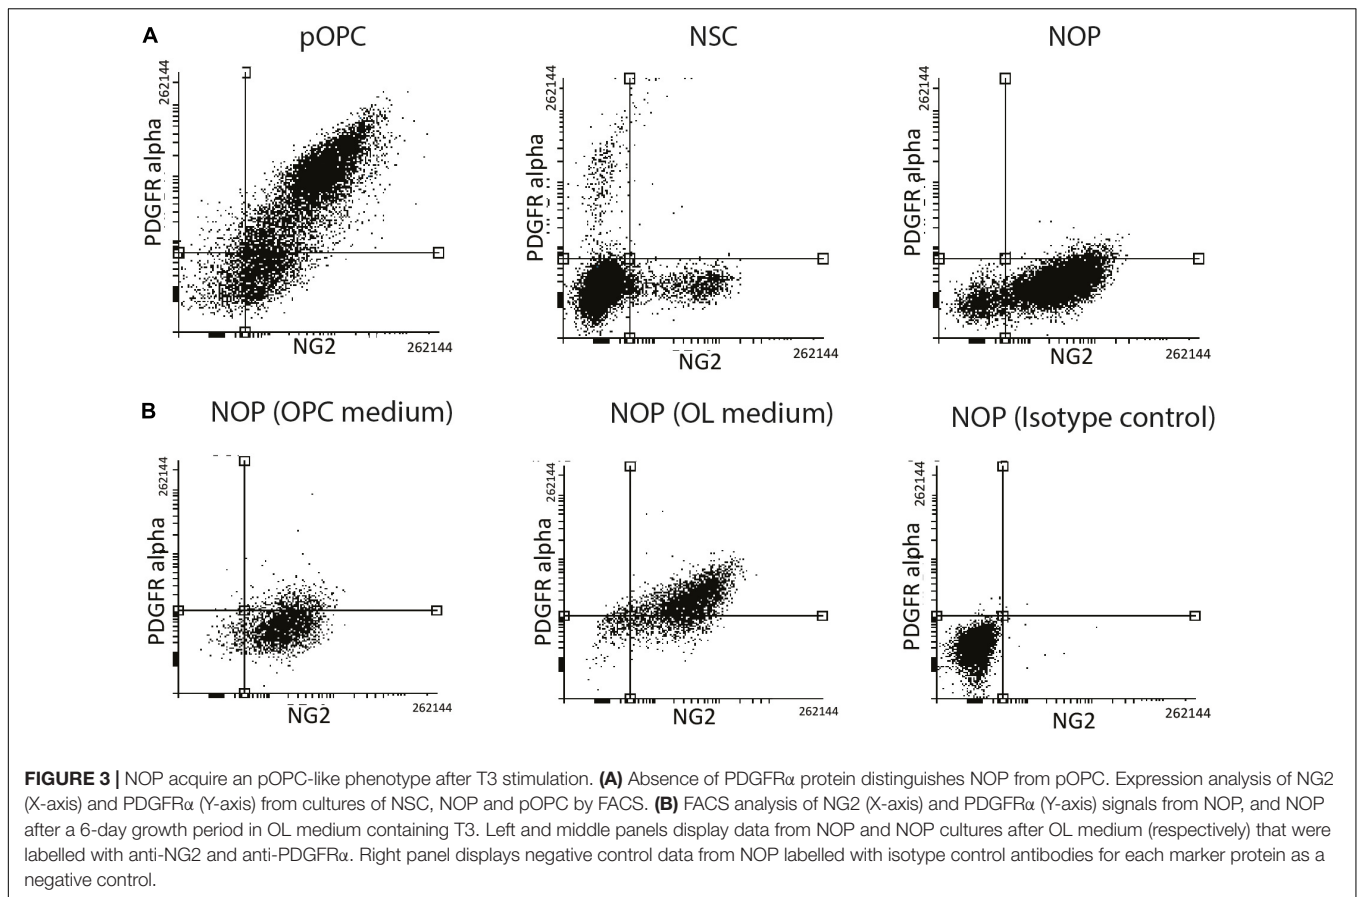 A
pOPC
NSC
NOP
262144
PDGFR alpha
NG2
262144
262144
PDGFR alpha
NG2
262144
262144
PDGFR alpha
NG2
262144
B
NOP (OPC medium)
NOP (OL medium)
NOP (Isotype control)
262144
PDGFR alpha
NG2
262144
262144
PDGFR alpha
NG2
262144
262144
PDGFR alpha
NG2
262144
FIGURE 3 | NOP acquire an pOPC-like phenotype after T3 stimulation. (A) Absence of PDGFRα protein distinguishes NOP from pOPC. Expression analysis of NG2
(X-axis) and PDGFRα (Y-axis) from cultures of NSC, NOP and pOPC by FACS. (B) FACS analysis of NG2 (X-axis) and PDGFRα (Y-axis) signals from NOP, and NOP
after a 6-day growth period in OL medium containing T3. Left and middle panels display data from NOP and NOP cultures after OL medium (respectively) that were
labelled with anti-NG2 and anti-PDGFRα. Right panel displays negative control data from NOP labelled with isotype control antibodies for each marker protein as a
negative control.